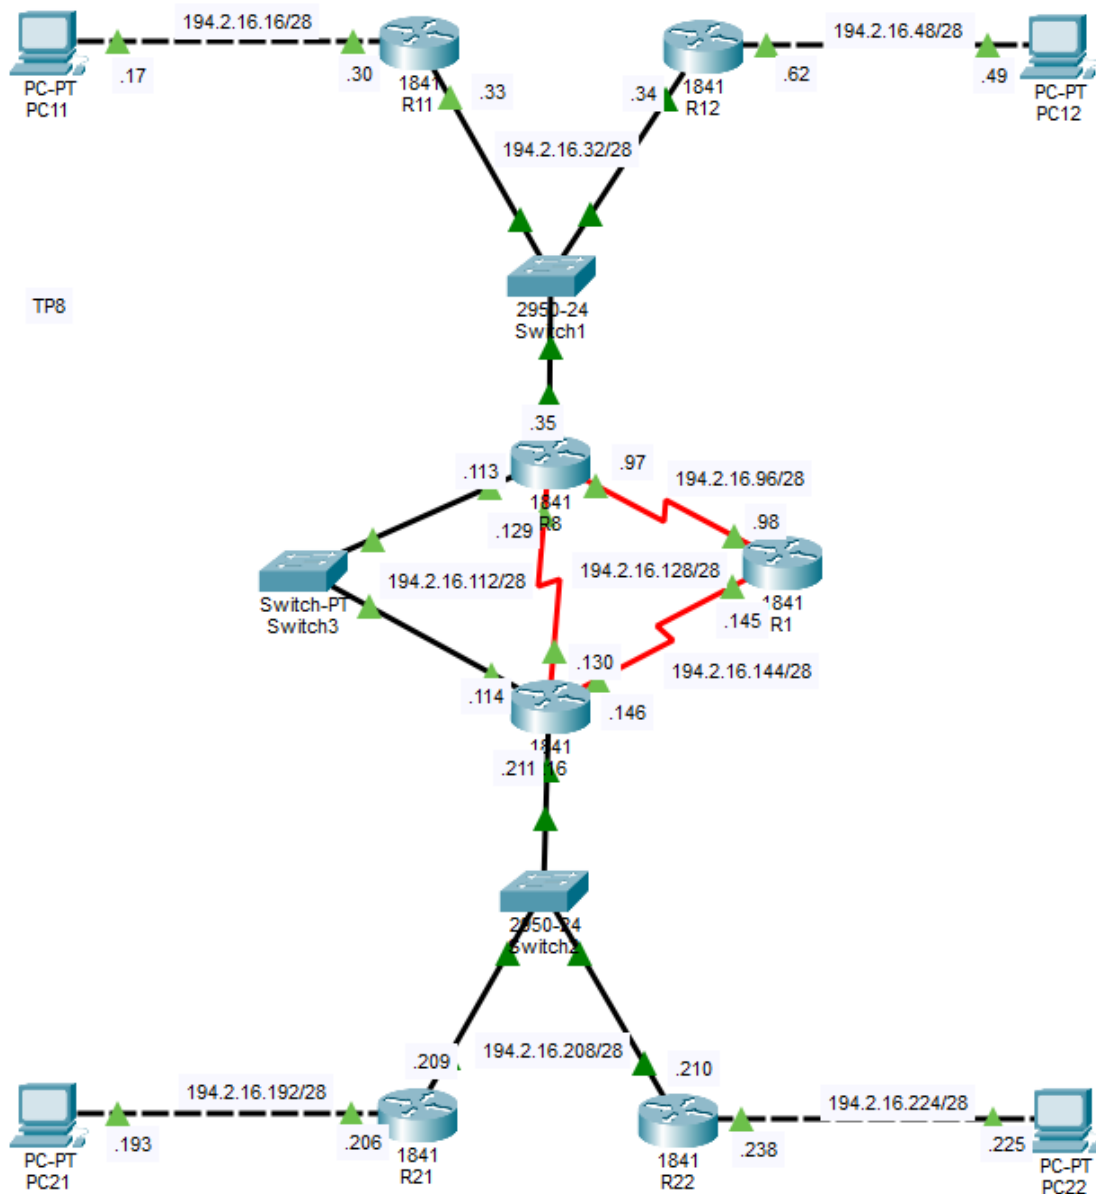 194.2.16.16/28
194.2.16.48/28
.17
.30
.62
.49
PC-PT
PC11
1841
R11
.33
.34
1841
R12
PC-PT
PC12
194.2.16.32/28
TP8
2950-24
Switch1
.35
.113
.97
194.2.16.96/28
1841
R8
.129
.98
194.2.16.112/28
194.2.16.128/28
Switch-PT
Switch3
1841
R1
.145
.130
194.2.16.144/28
.114
.146
1841
.211
2950-24
Switch2
194.2.16.208/28
.209
.210
194.2.16.192/28
194.2.16.224/28
.193
.206
.238
.225
PC-PT
PC21
1841
R21
1841
R22
PC-PT
PC22